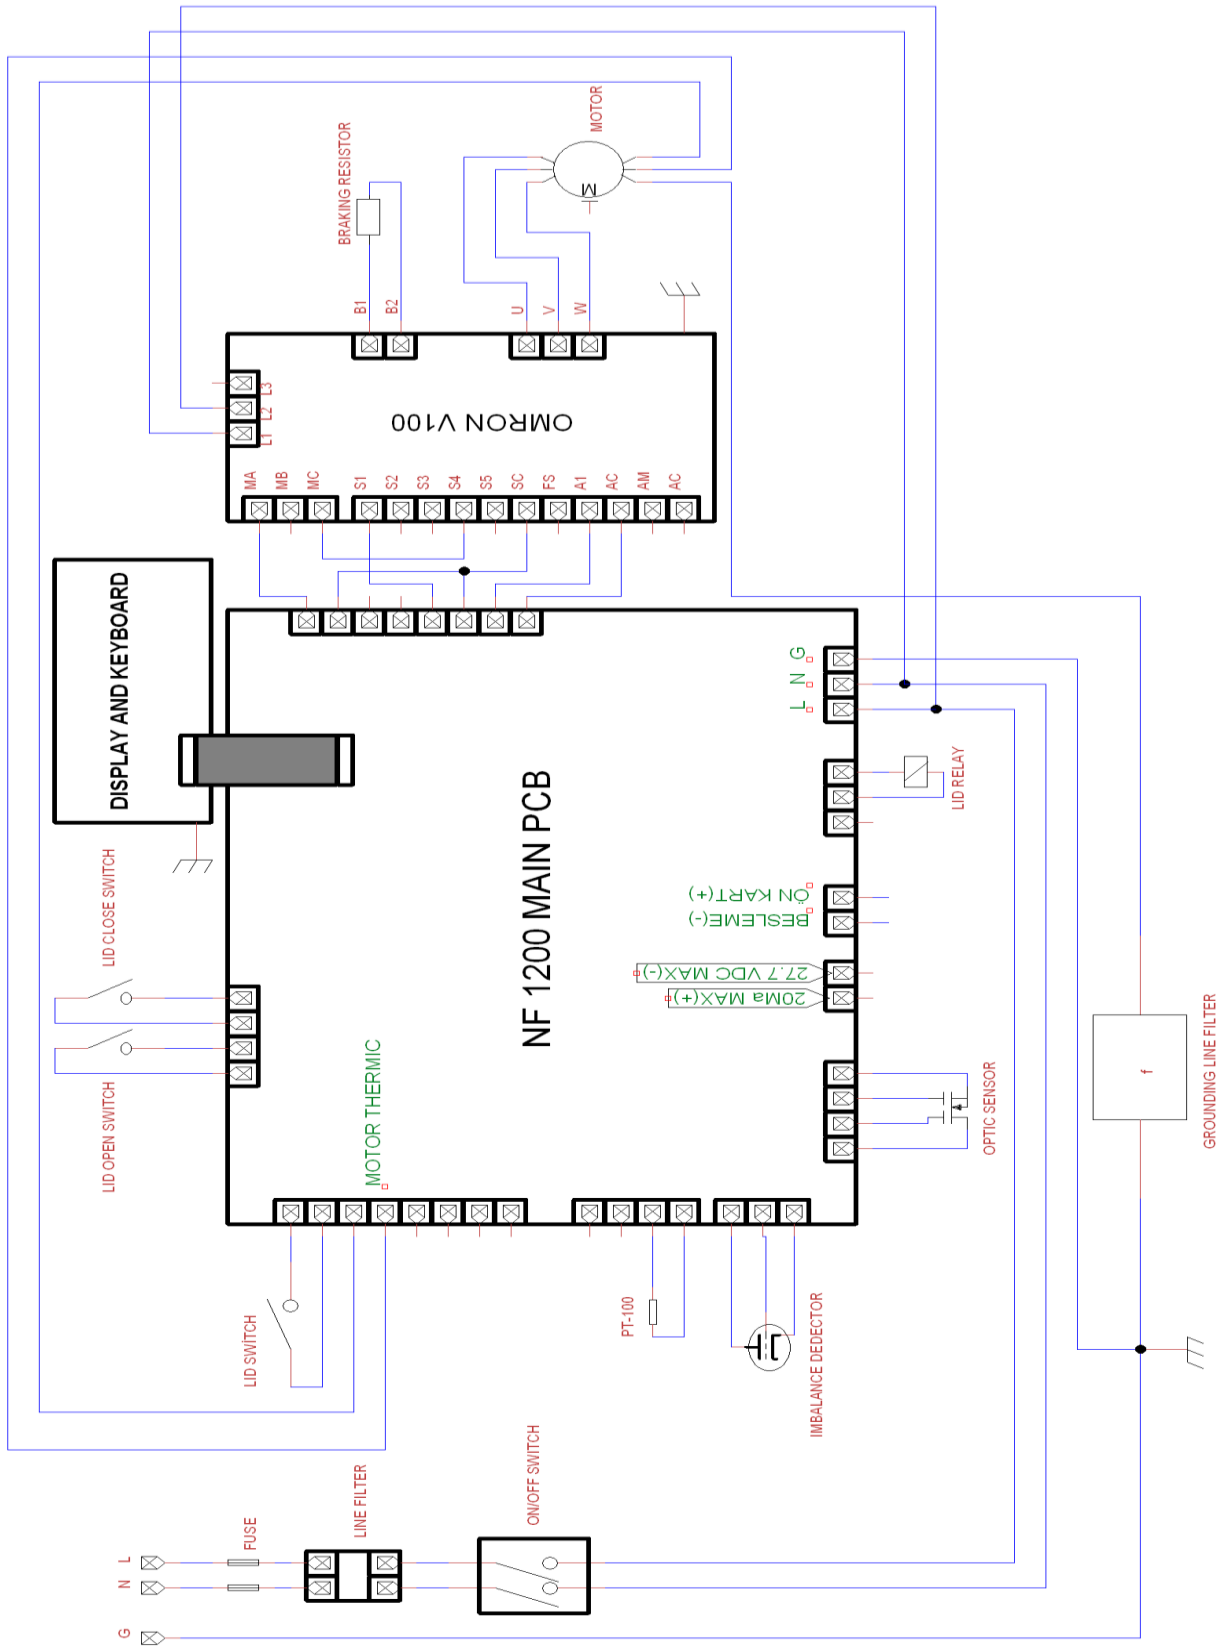 MOTOR
BRAKING RESISTOR
M
B1
B2
U
V
W
L1
L2
L3
OMRON V100
MA
MB
MC
S1
S2
S3
S4
S5
SC
FS
A1
AC
AM
AC
DISPLAY AND KEYBOARD
NF 1200 MAIN PCB
L
N
G
LID RELAY
ÖN KART(+)
BESLEME(-)
27.7 VDC MAX(-)
20Ma MAX(+)
LID CLOSE SWITCH
LID OPEN SWITCH
MOTOR THERMIC
OPTIC SENSOR
f
GROUNDING LINE FILTER
LID SWİTCH
PT-100
IMBALANCE DEDECTOR
ON/OFF SWITCH
LINE FILTER
FUSE
L
N
G